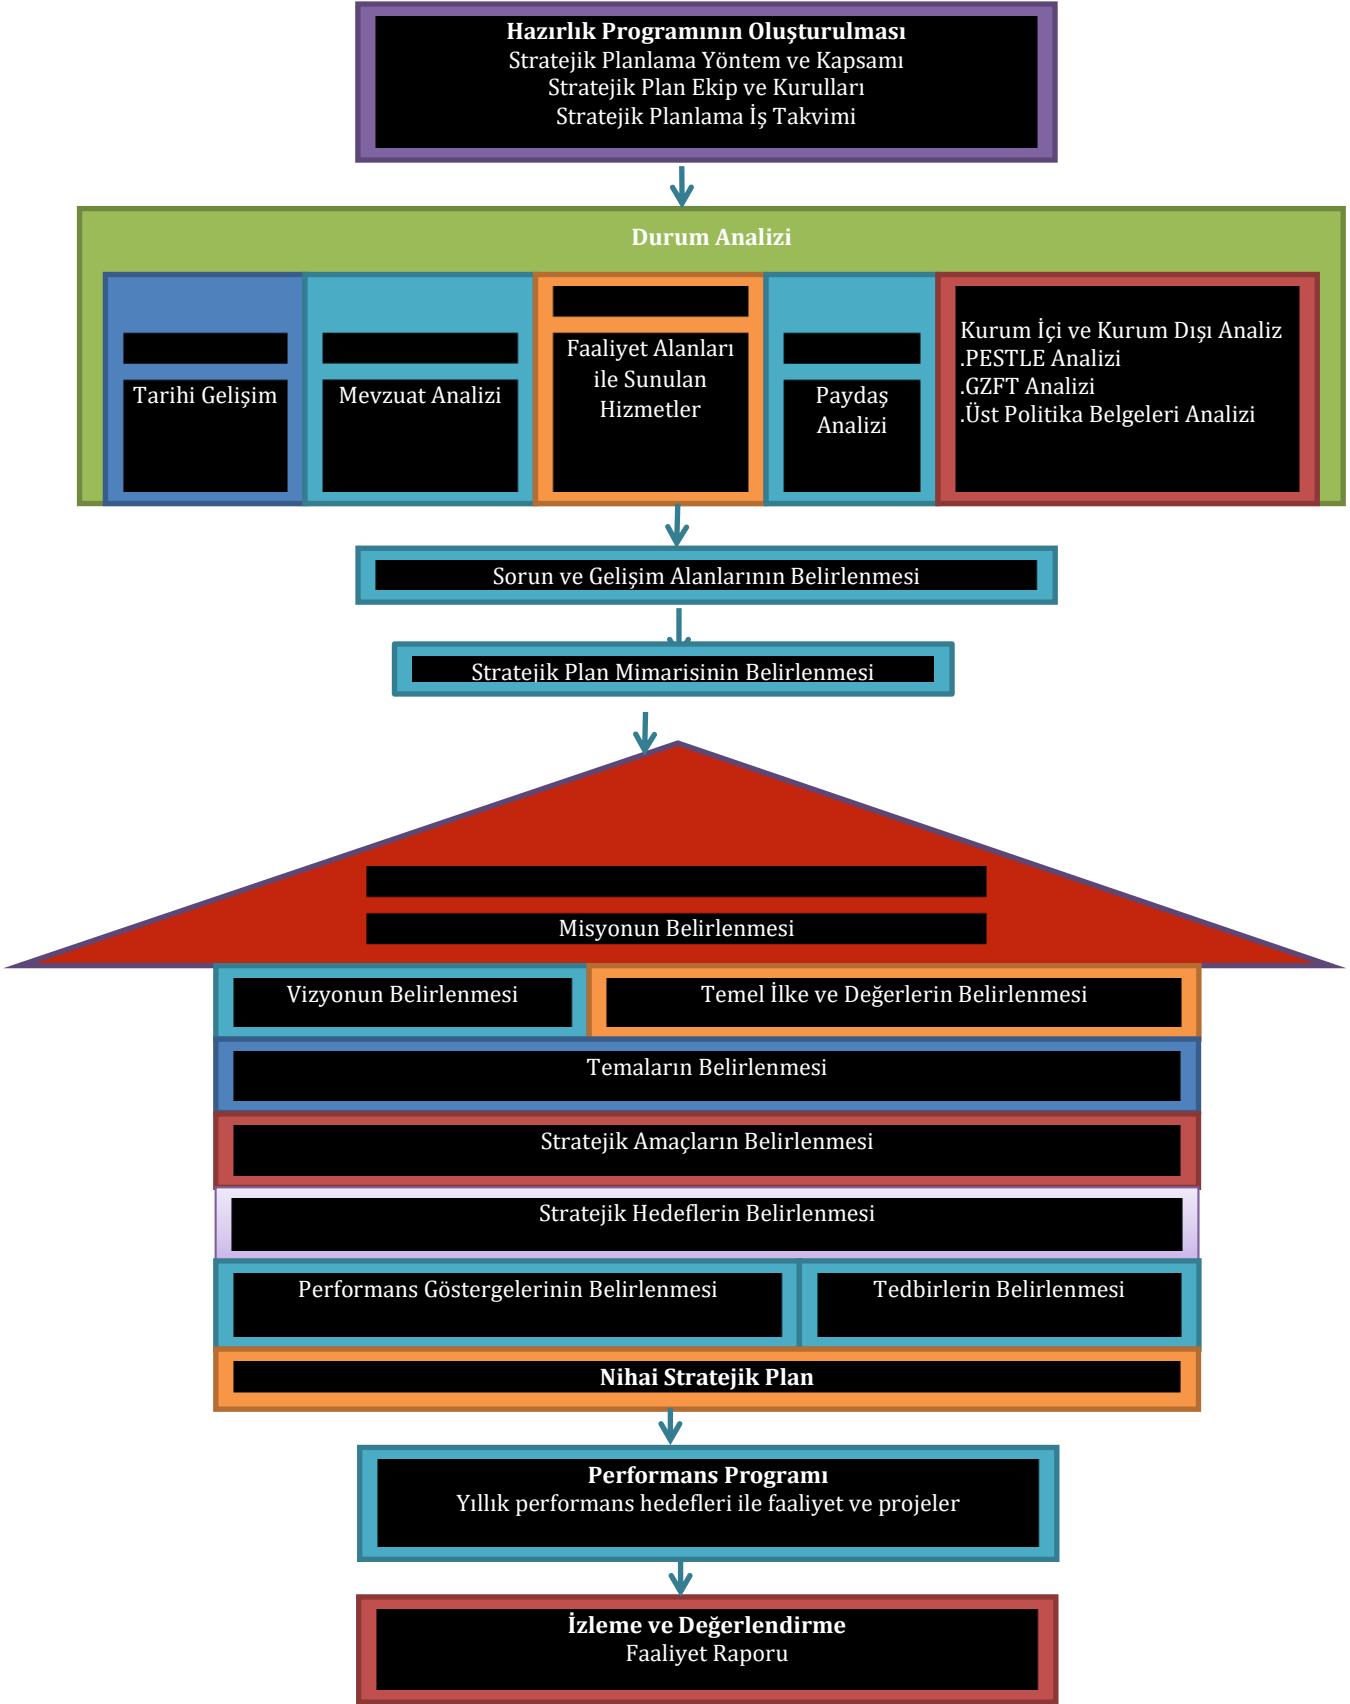 Hazırlık Programının Oluşturulması
Stratejik Planlama Yöntem ve Kapsamı
Stratejik Plan Ekip ve Kurulları
Stratejik Planlama İş Takvimi
Durum Analizi
Tarihi Gelişim
Mevzuat Analizi
Faaliyet Alanları
ile Sunulan
Hizmetler
Paydaş
Analizi
Kurum İçi ve Kurum Dışı Analiz
.PESTLE Analizi
.GZFT Analizi
.Üst Politika Belgeleri Analizi
Sorun ve Gelişim Alanlarının Belirlenmesi
Stratejik Plan Mimarisinin Belirlenmesi
Misyonun Belirlenmesi
Vizyonun Belirlenmesi
Temel İlke ve Değerlerin Belirlenmesi
Temaların Belirlenmesi
Stratejik Amaçların Belirlenmesi
Stratejik Hedeflerin Belirlenmesi
Performans Göstergelerinin Belirlenmesi
Tedbirlerin Belirlenmesi
Nihai Stratejik Plan
Performans Programı
Yıllık performans hedefleri ile faaliyet ve projeler
İzleme ve Değerlendirme
Faaliyet Raporu